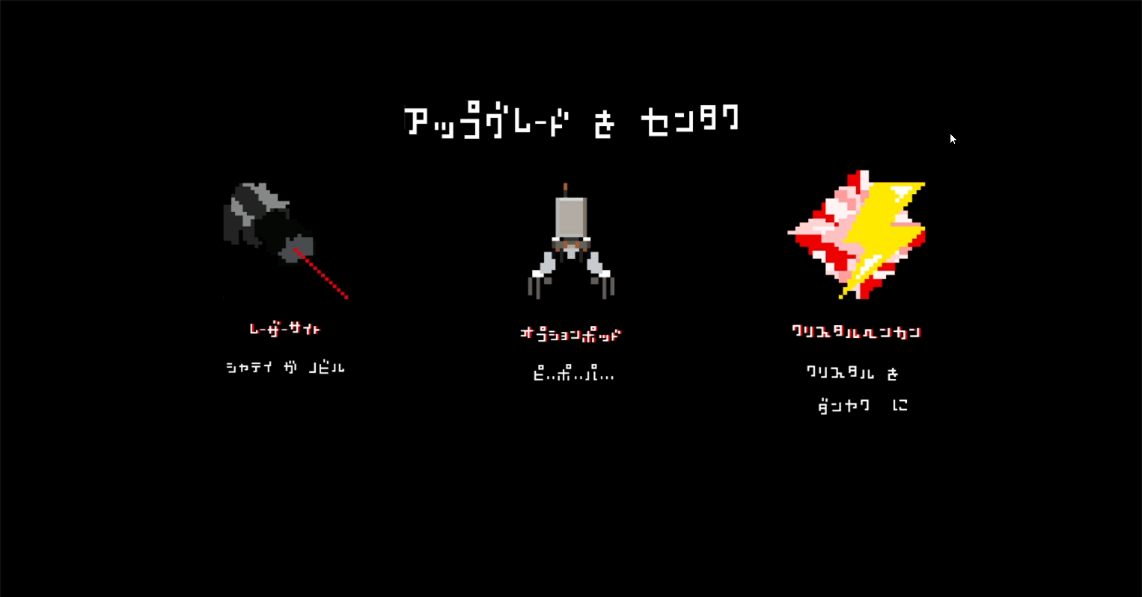 アップグレード を センタク
レーザーサイト
シャテイ が ノビル
オプションポッド
ピ..ポ..パ...
クリスタルヘンカン
クリスタル を
ダンヤク に